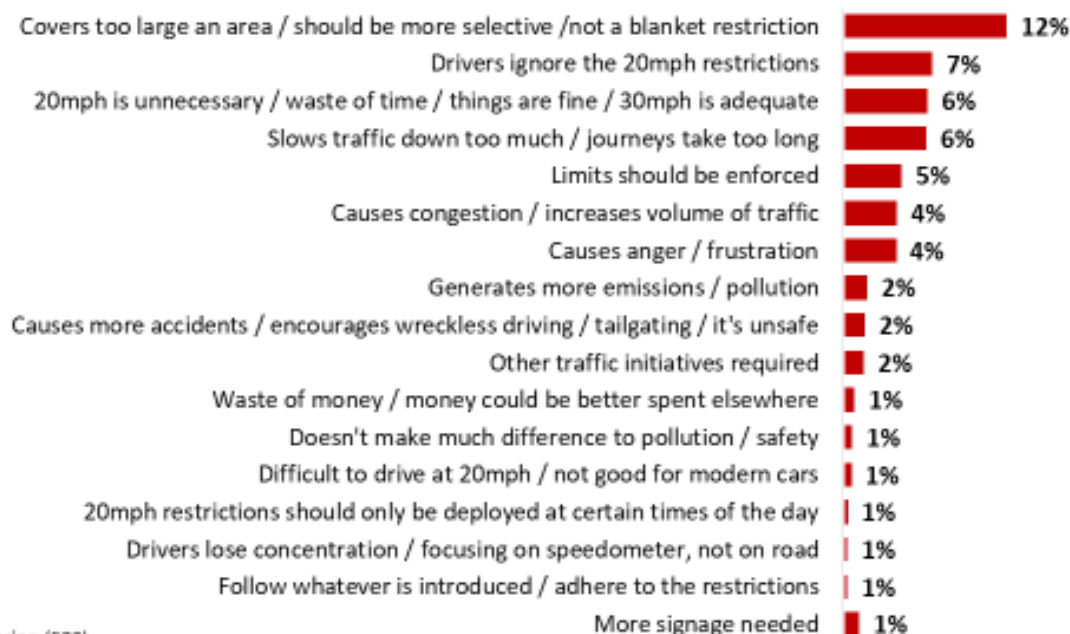 Covers too large an area / should be more selective /not a blanket restriction 12%
Drivers ignore the 20mph restrictions 7%
20mph is unnecessary / waste of time / things are fine / 30mph is adequate 6%
Slows traffic down too much / journeys take too long 6%
Limits should be enforced 5%
Causes congestion / increases volume of traffic 4%
Causes anger / frustration 4%
Generates more emissions / pollution 2%
Causes more accidents / encourages wreckless driving / tailgating / it's unsafe 2%
Other traffic initiatives required 2%
Waste of money / money could be better spent elsewhere 1%
Doesn't make much difference to pollution / safety 1%
Difficult to drive at 20mph / not good for modern cars 1%
20mph restrictions should only be deployed at certain times of the day 1%
Drivers lose concentration / focusing on speedometer, not on road 1%
Follow whatever is introduced / adhere to the restrictions 1%
More signage needed 1%